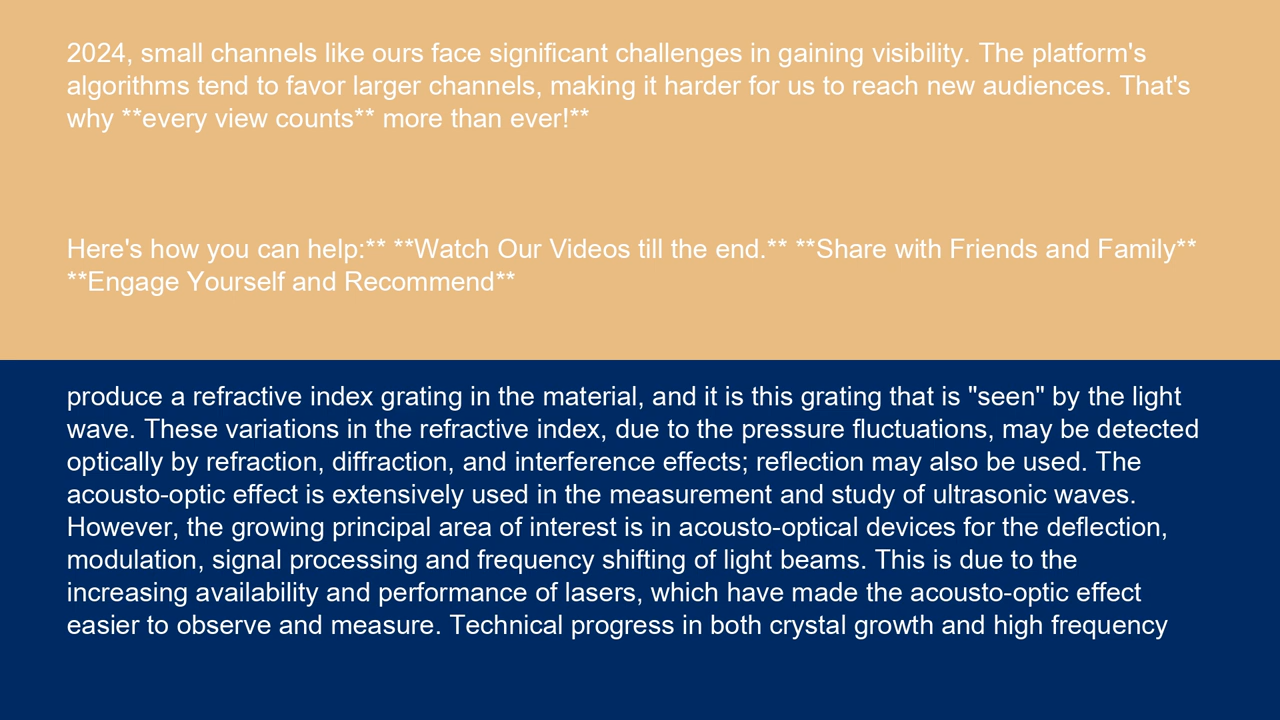 2024, small channels like ours face significant challenges in gaining visibility. The platform's
algorithms tend to favor larger channels, making it harder for us to reach new audiences. That's
why **every view counts** more than ever!**
Here's how you can help:** **Watch Our Videos till the end.** **Share with Friends and Family**
**Engage Yourself and Recommend**
produce a refractive index grating in the material, and it is this grating that is "seen" by the light
wave. These variations in the refractive index, due to the pressure fluctuations, may be detected
optically by refraction, diffraction, and interference effects; reflection may also be used. The
acousto-optic effect is extensively used in the measurement and study of ultrasonic waves.
However, the growing principal area of interest is in acousto-optical devices for the deflection,
modulation, signal processing and frequency shifting of light beams. This is due to the
increasing availability and performance of lasers, which have made the acousto-optic effect
easier to observe and measure. Technical progress in both crystal growth and high frequency